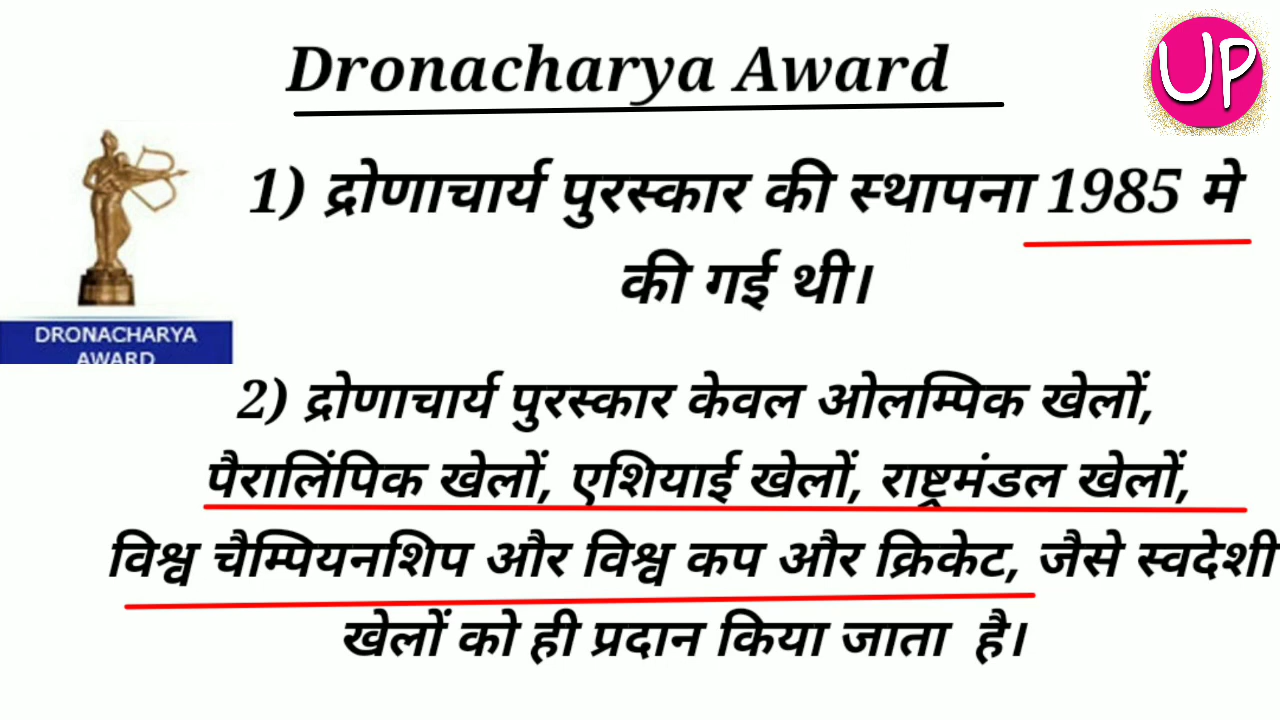 Dronacharya Award
UP
1) द्रोणाचार्य पुरस्कार की स्थापना 1985 मे
की गई थी।
DRONACHARYA
AWARD
2) द्रोणाचार्य पुरस्कार केवल ओलम्पिक खेलों,
पैरालिंपिक खेलों, एशियाई खेलों, राष्ट्रमंडल खेलों,
विश्व चैम्पियनशिप और विश्व कप और क्रिकेट, जैसे स्वदेशी
खेलों को ही प्रदान किया जाता है।